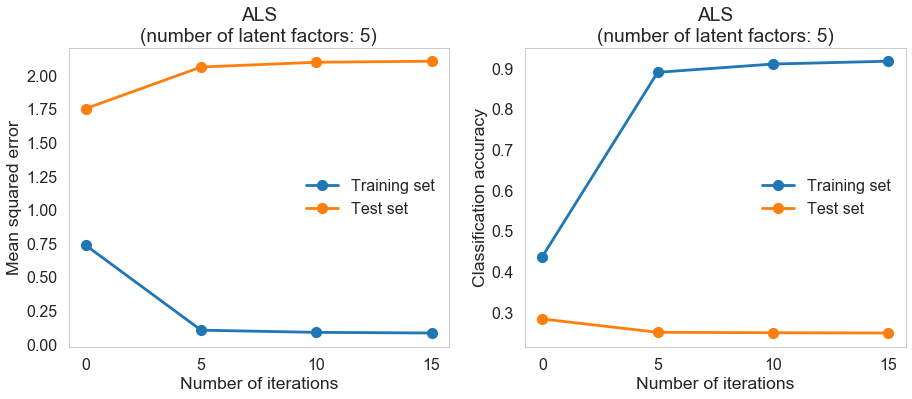 ALS
(number of latent factors: 5)
Mean squared error
2.00
1.75
1.50
1.25
1.00
0.75
0.50
0.25
0.00
Training set
Test set
0 5 10 15
Number of iterations
ALS
(number of latent factors: 5)
Classification accuracy
0.9
0.8
0.7
0.6
0.5
0.4
0.3
Training set
Test set
0 5 10 15
Number of iterations